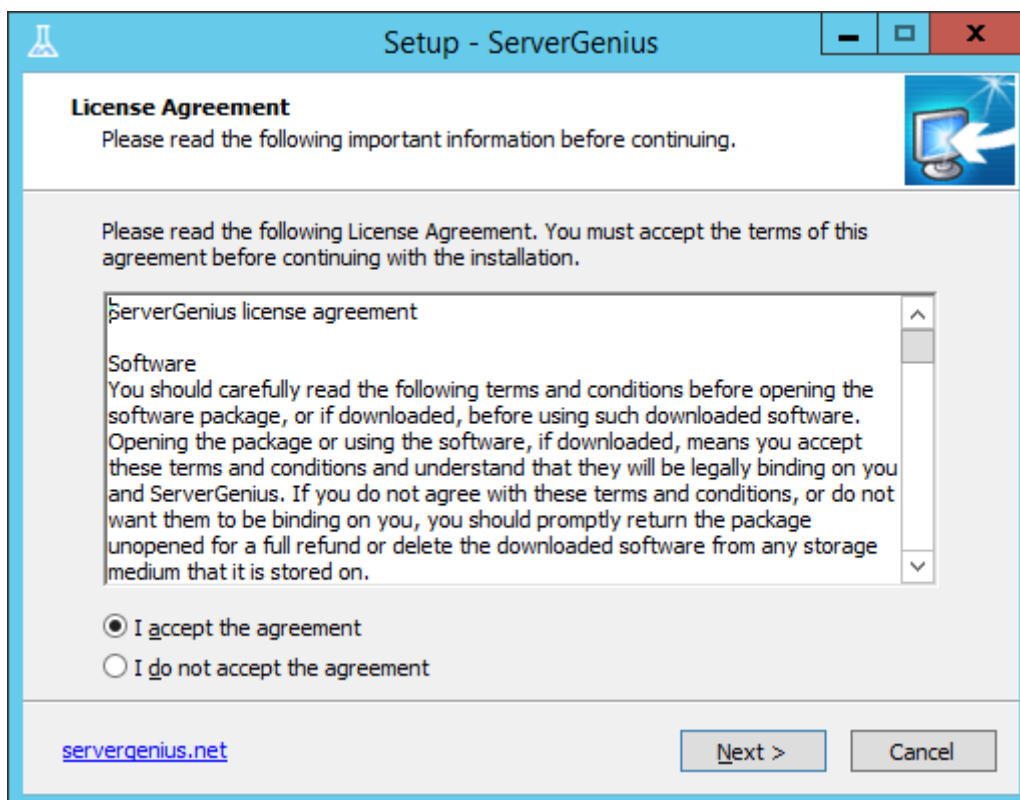 Setup - ServerGenius
License Agreement
Please read the following important information before continuing.
Please read the following License Agreement. You must accept the terms of this
agreement before continuing with the installation.
ServerGenius license agreement
Software
You should carefully read the following terms and conditions before opening the
software package, or if downloaded, before using such downloaded software.
Opening the package or using the software, if downloaded, means you accept
these terms and conditions and understand that they will be legally binding on you
and ServerGenius. If you do not agree with these terms and conditions, or do not
want them to be binding on you, you should promptly return the package
unopened for a full refund or delete the downloaded software from any storage
medium that it is stored on.
I accept the agreement
I do not accept the agreement
servergenius.net
Next >
Cancel